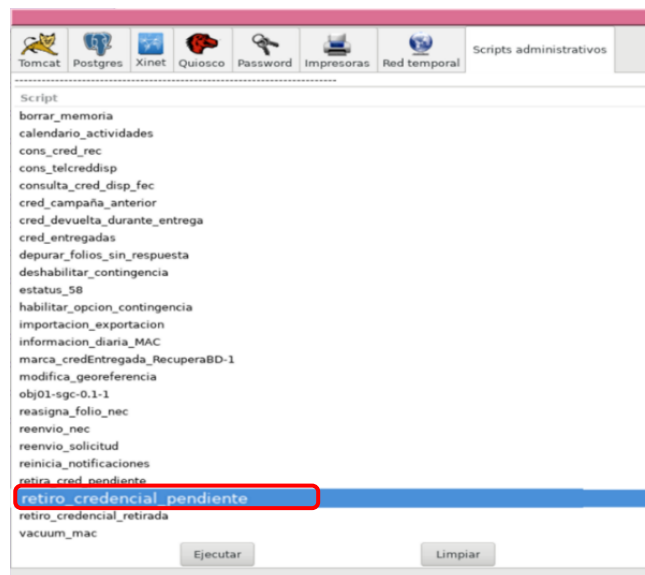 Tomcat Postgres Xinet Quiosco Password Impresoras Red temporal Scripts administrativos
Script
borrar_memoria
calendario_actividades
cons_cred_rec
cons_telcreddisp
consulta_cred_disp_fec
cred_campaña_anterior
cred_devuelta_durante_entrega
cred_entregadas
depurar_folios_sin_respuesta
deshabilitar_contingencia
estatus_58
habilitar_opcion_contingencia
importacion_exportacion
informacion_diaria_MAC
marca_credEntregada_RecuperaBD-1
modifica_georeferencia
obj01-sgc-0.1-1
reasigna_folio_nec
reenvio_nec
reenvio_solicitud
reinicia_notificaciones
retira_cred_pendiente
retiro_credencial_pendiente
retiro_credencial_retirada
vacuum_mac
Ejecutar Limpiar